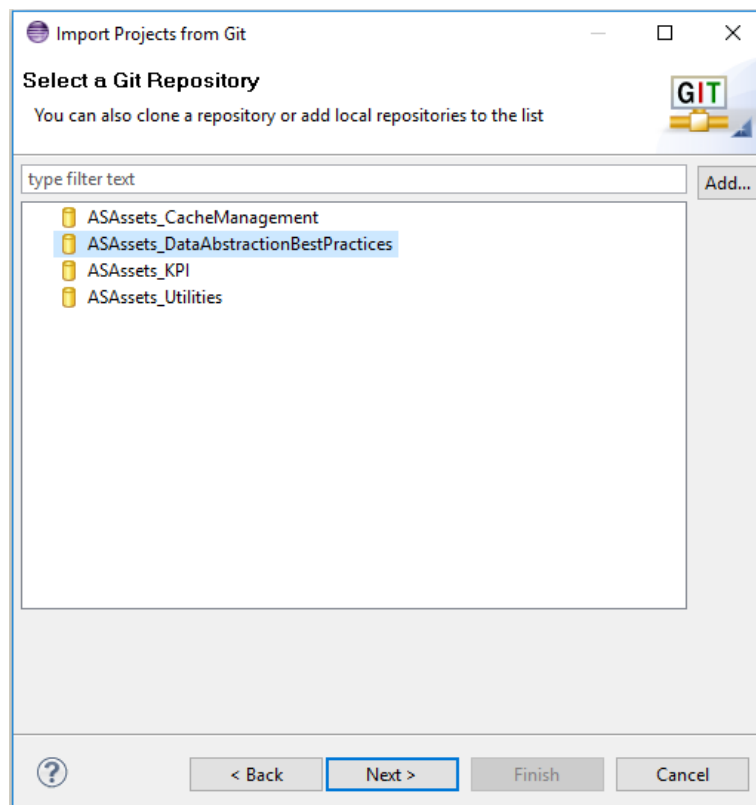 Import Projects from Git
Select a Git Repository
You can also clone a repository or add local repositories to the list
GIT
type filter text
Add...
ASAssets_CacheManagement
ASAssets_DataAbstractionBestPractices
ASAssets_KPI
ASAssets_Utilities
?
< Back
Next >
Finish
Cancel